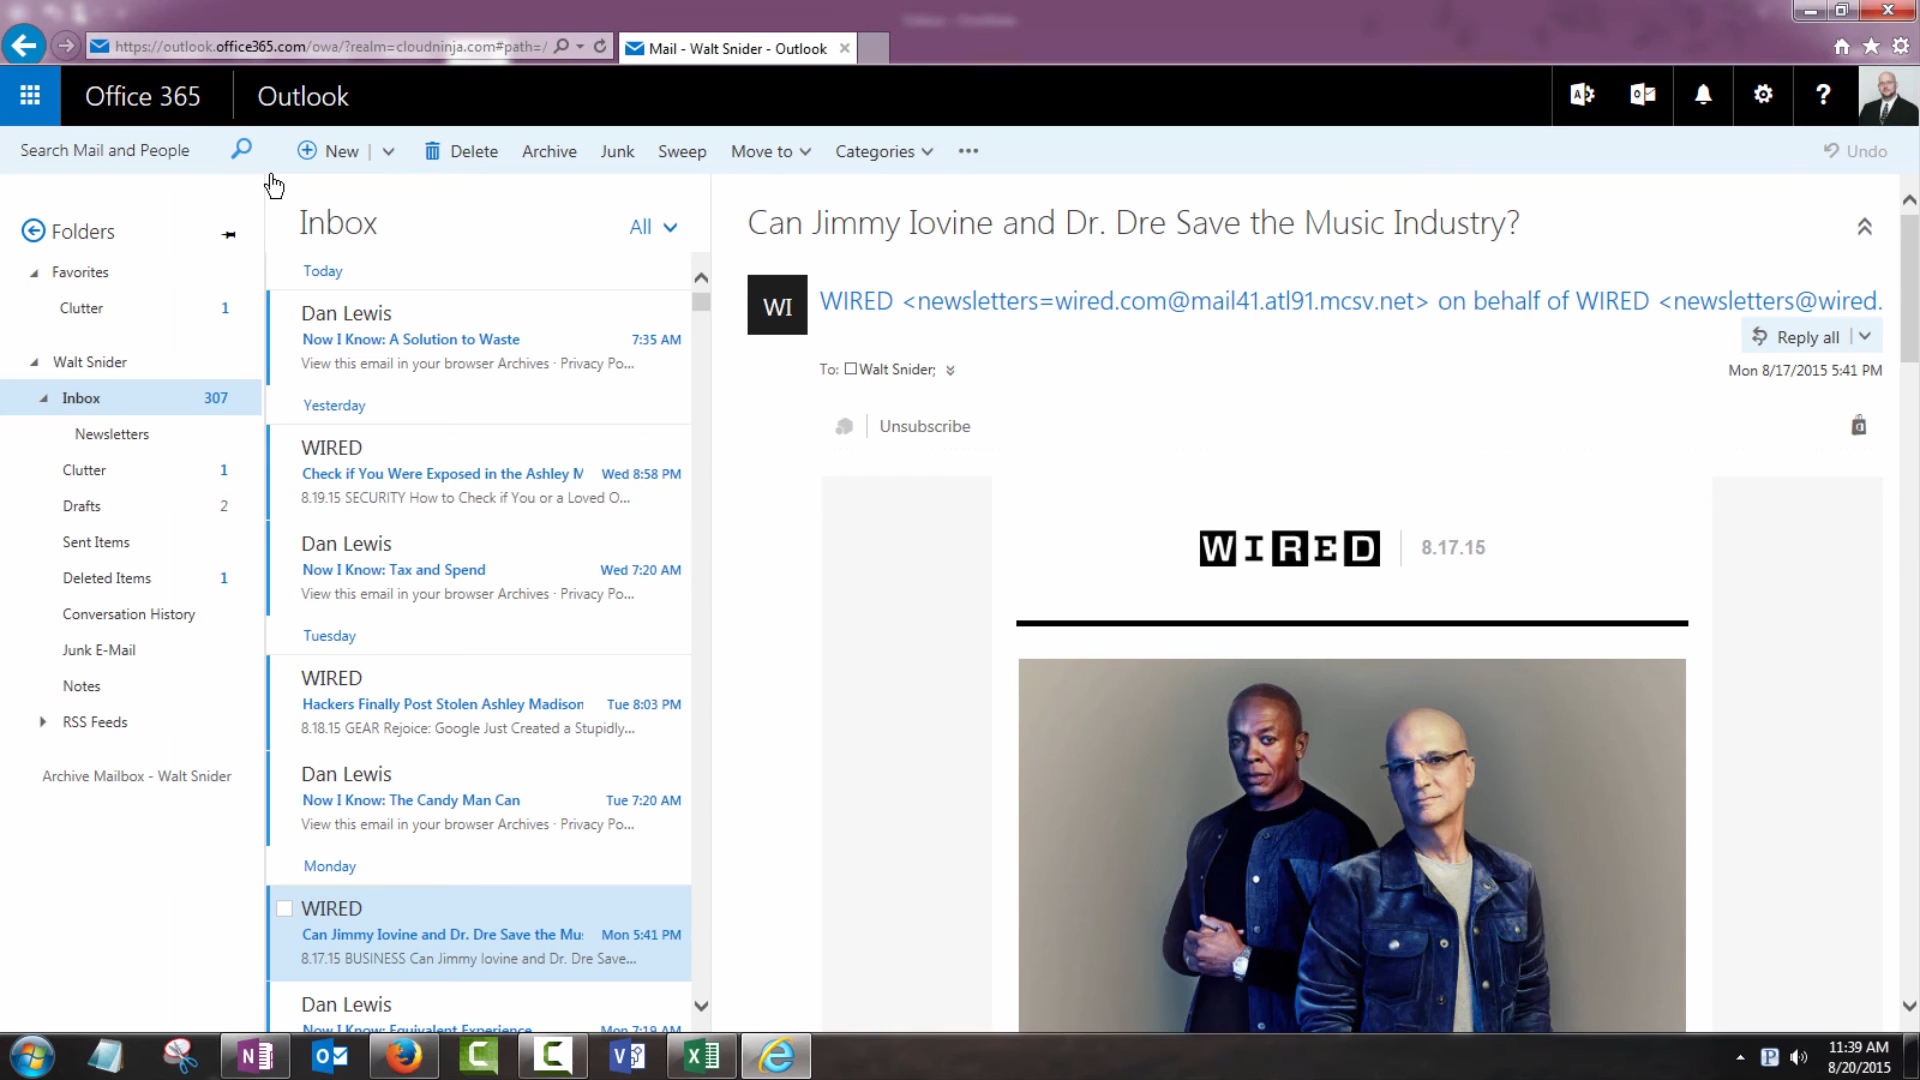 https://outlook.office365.com/owa/?realm=cloudninja.com#path=/
Mail - Walt Snider - Outlook
Office 365
Outlook
Search Mail and People
New
Delete
Archive
Junk
Sweep
Move to
Categories
Undo
Folders
Favorites
Clutter 1
Walt Snider
Inbox 307
Newsletters
Clutter 1
Drafts 2
Sent Items
Deleted Items 1
Conversation History
Junk E-Mail
Notes
RSS Feeds
Archive Mailbox - Walt Snider
Inbox
All
Today
Dan Lewis
Now I Know: A Solution to Waste 7:35 AM
View this email in your browser Archives · Privacy Po...
Yesterday
WIRED
Check if You Were Exposed in the Ashley M Wed 8:58 PM
8.19.15 SECURITY How to Check if You or a Loved O...
Dan Lewis
Now I Know: Tax and Spend Wed 7:20 AM
View this email in your browser Archives · Privacy Po...
Tuesday
WIRED
Hackers Finally Post Stolen Ashley Madison Tue 8:03 PM
8.18.15 GEAR Rejoice: Google Just Created a Stupidly...
Dan Lewis
Now I Know: The Candy Man Can Tue 7:20 AM
View this email in your browser Archives · Privacy Po...
Monday
WIRED
Can Jimmy Iovine and Dr. Dre Save the Mu: Mon 5:41 PM
8.17.15 BUSINESS Can Jimmy Iovine and Dr. Dre Save...
Dan Lewis
Now I Know: Equivalent Experience Mon 7:19 AM
Can Jimmy Iovine and Dr. Dre Save the Music Industry?
WI
WIRED <newsletters=wired.com@mail41.atl91.mcsv.net> on behalf of WIRED <newsletters@wired.
Reply all
To: Walt Snider;
Mon 8/17/2015 5:41 PM
Unsubscribe
WIRED 8.17.15
11:39 AM
8/20/2015